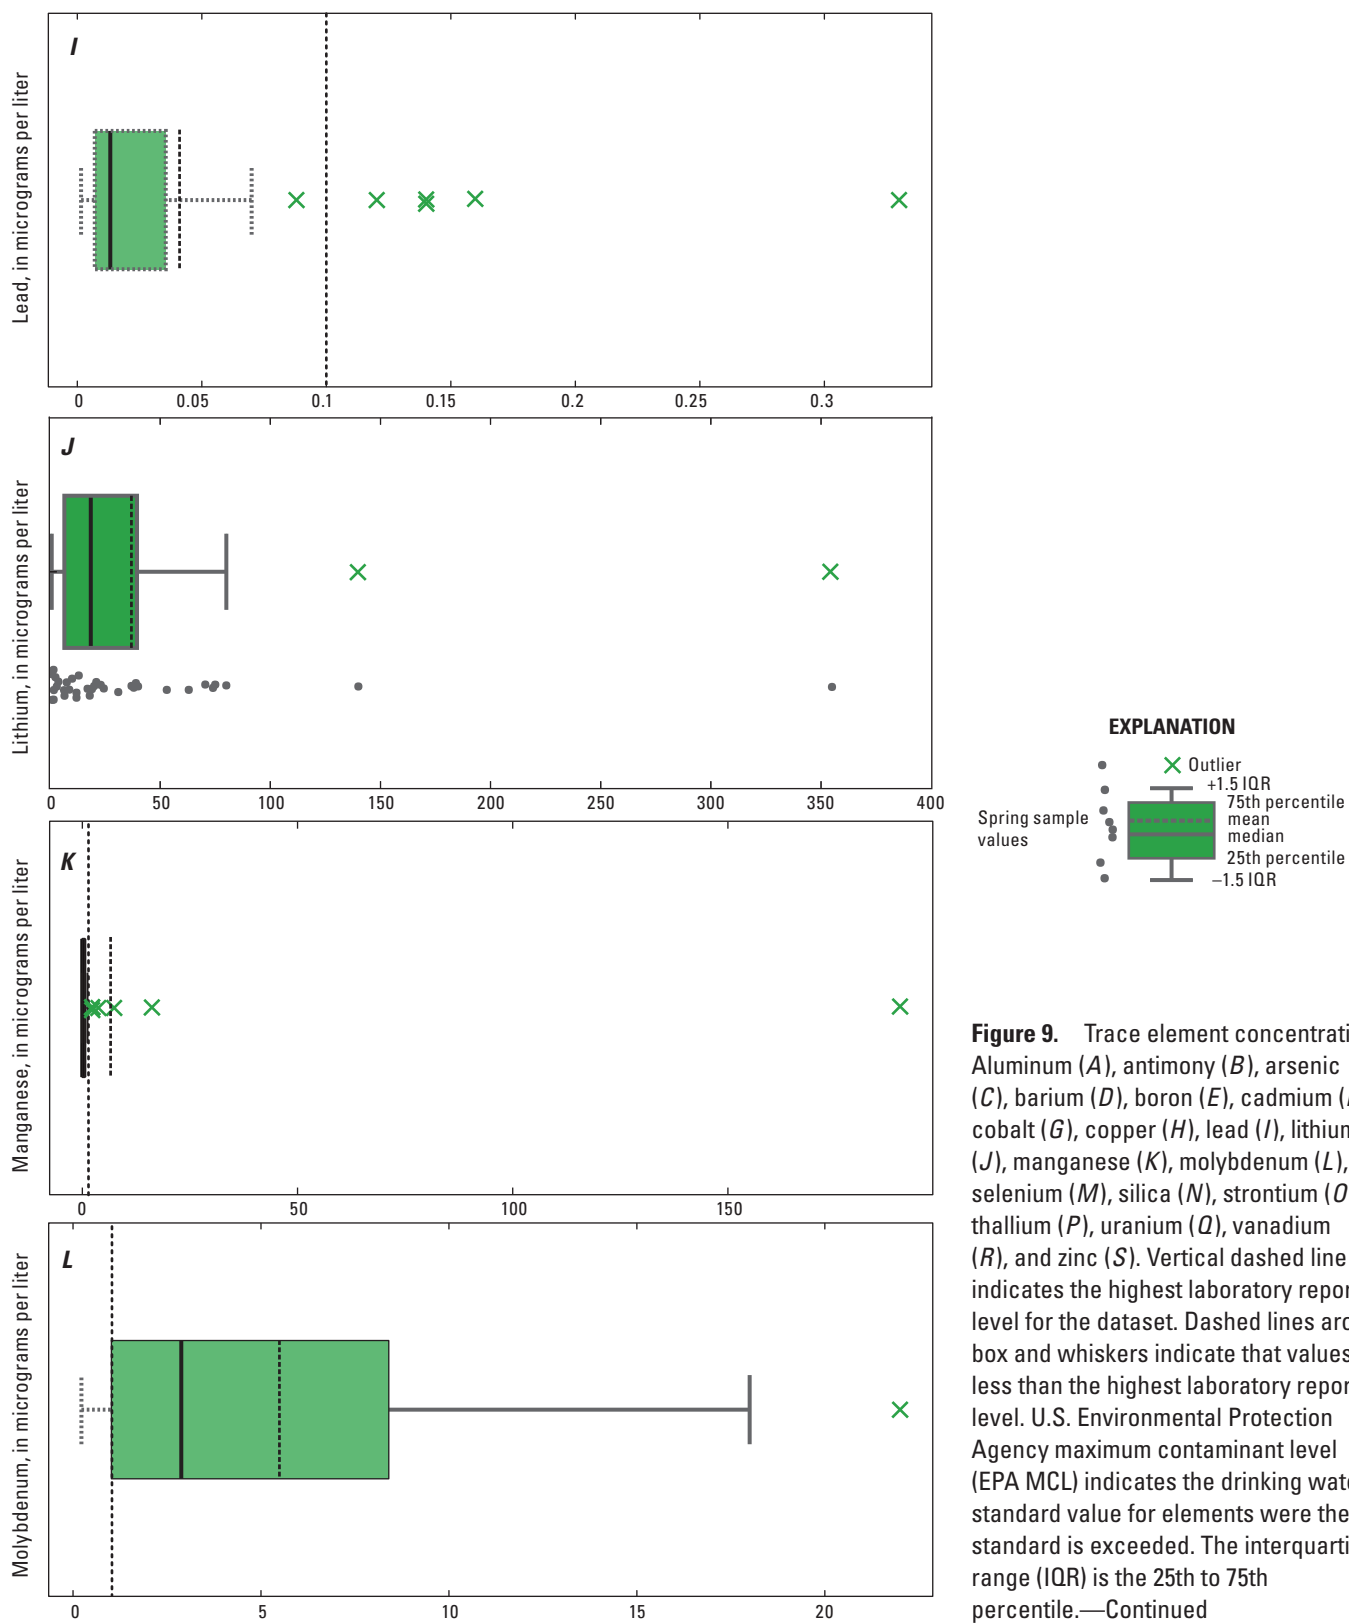 I
Lead, in micrograms per liter
0 0.05 0.1 0.15 0.2 0.25 0.3
J
Lithium, in micrograms per liter
0 50 100 150 200 250 300 350 400
K
Manganese, in micrograms per liter
0 50 100 150
L
Molybdenum, in micrograms per liter
0 5 10 15 20
EXPLANATION
Outlier
+1.5 IQR
75th percentile
Spring sample values
mean
median
25th percentile
–1.5 IQR
Figure 9. Trace element
Aluminum (A), antimony (B), arsenic
(C), barium (D), boron (E), cadmium
cobalt (G), copper (H), lead (I),
(J), manganese (K), molybdenum (L),
selenium (M), silica (N), strontium (O
thallium (P), uranium (Q), vanadium
(R), and zinc (S). Vertical dashed line
indicates the highest laboratory
level for the dataset. Dashed lines
box and whiskers indicate that values
less than the highest laboratory
level. U.S. Environmental Protection
Agency maximum contaminant level
(EPA MCL) indicates the drinking
standard value for elements were the
standard is exceeded. The
range (IQR) is the 25th to 75th
percentile.—Continued